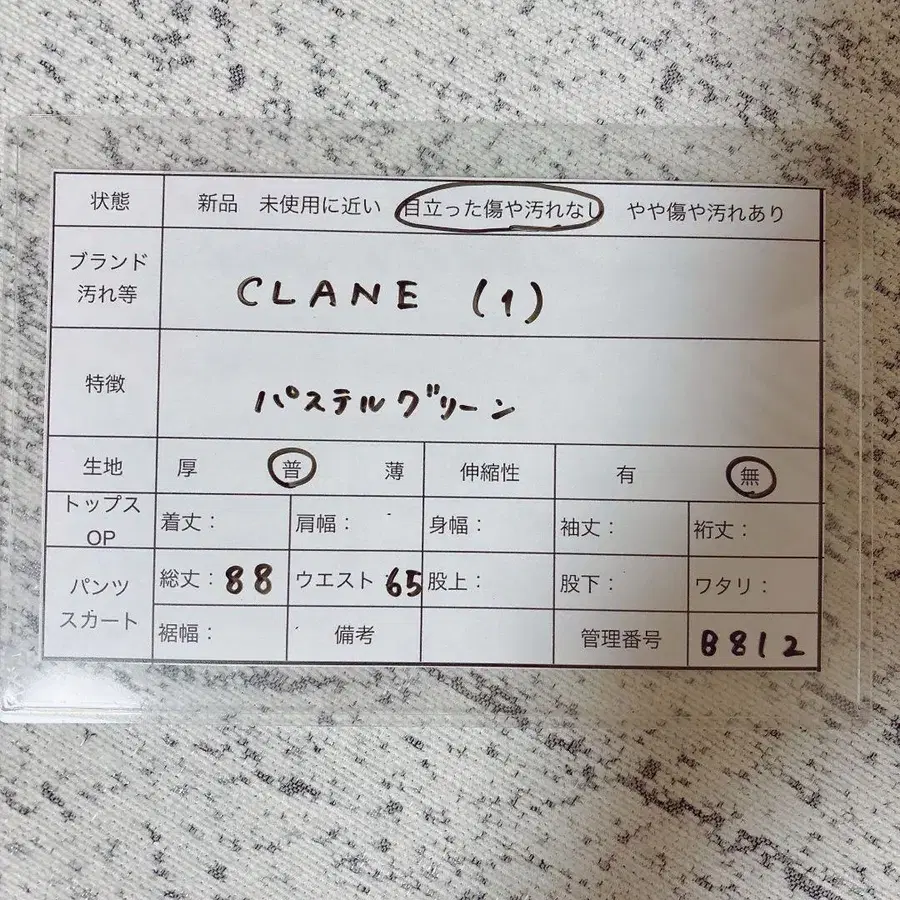 状態 新品 未使用に近い 目立った傷や汚れなし やや傷や汚れあり
ブランド
汚れ等
CLANE (1)
特徴 パステルグリーン
生地 厚 普 薄 伸縮性 有 無
トップス
OP
着丈: 肩幅: 身幅: 袖丈: 裄丈:
パンツ
スカート
総丈:88 ウエスト 65 股上: 股下: ワタリ:
裾幅: 備考 管理番号 B812